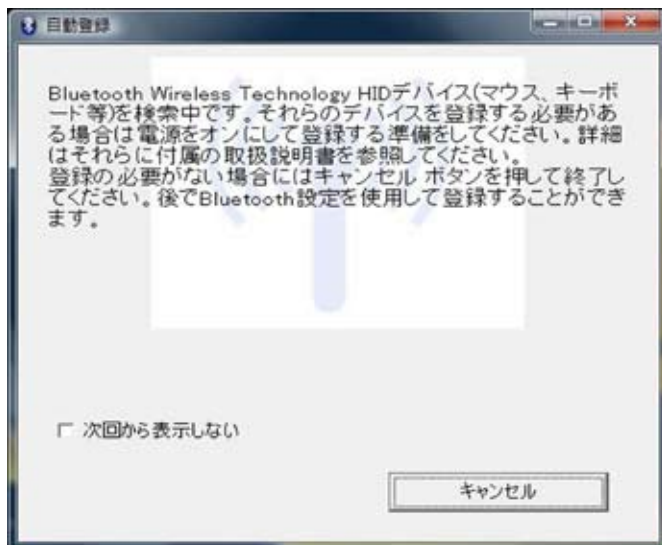 自動登録
Bluetooth Wireless Technology HIDデバイス(マウス、キーボ
ード等)を検索中です。それらのデバイスを登録する必要があ
る場合は電源をオンにして登録する準備をしてください。詳細
はそれらに付属の取扱説明書を参照してください。
登録の必要がない場合にはキャンセル ボタンを押して終了し
てください。後でBluetooth設定を使用して登録することができ
ます。
次回から表示しない
キャンセル